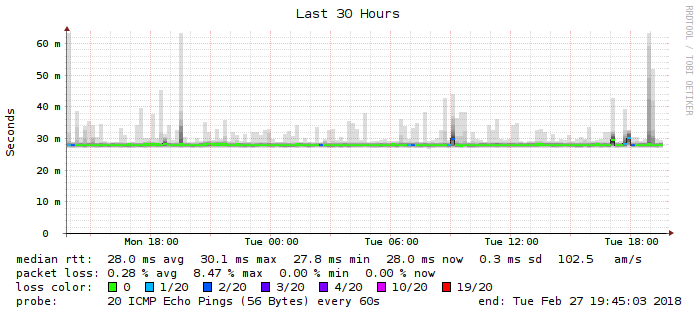 Last 30 Hours
RRDTOOL / TOBI OETIKER
Seconds
60 m
50 m
40 m
30 m
20 m
10 m
0
Mon 18:00 Tue 00:00 Tue 06:00 Tue 12:00 Tue 18:00
median rtt: 28.0 ms avg 30.1 ms max 27.8 ms min 28.0 ms now 0.3 ms sd 102.5 am/s
packet loss: 0.28 % avg 8.47 % max 0.00 % min 0.00 % now
loss color: 0 1/20 2/20 3/20 4/20 10/20 19/20
probe: 20 ICMP Echo Pings (56 Bytes) every 60s end: Tue Feb 27 19:45:03 2018